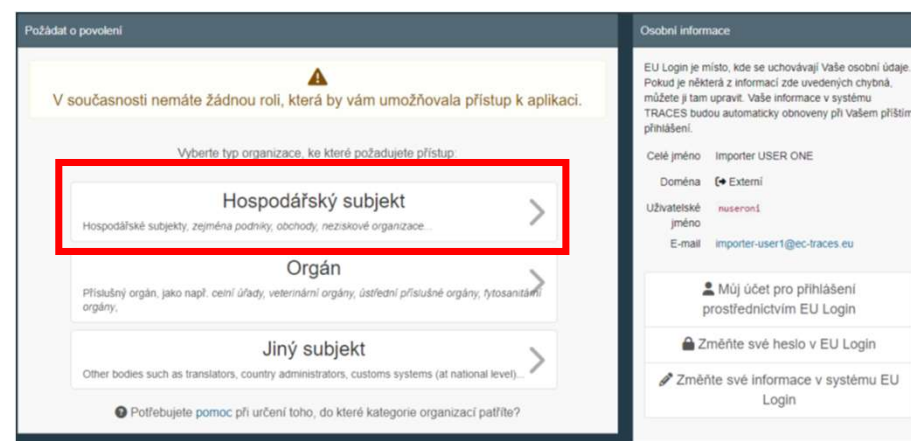 Požádat o povolení
V současnosti nemáte žádnou roli, která by vám umožňovala přístup k aplikaci.
Vyberte typ organizace, ke které požadujete přístup:
Hospodářský subjekt
Hospodářské subjekty, zejména podniky, obchody, neziskové organizace...
Orgán
Příslušný orgán, jako např. celní úřady, veterinární orgány, ústřední příslušné orgány, fytosanitární
orgány,
Jiný subjekt
Other bodies such as translators, country administrators, customs systems (at national level)...
Potřebujete pomoc při určení toho, do které kategorie organizací patříte?
Osobní informace
EU Login je místo, kde se uchovávají Vaše osobní údaje.
Pokud je některá z informací zde uvedených chybná,
můžete ji tam upravit. Vaše informace v systému
TRACES budou automaticky obnoveny při Vašem příštím
přihlášení.
Celé jméno Importer USER ONE
Doména Externí
Uživatelské nuseron1
jméno
E-mail importer-user1@ec-traces.eu
Můj účet pro přihlášení
prostřednictvím EU Login
Změňte své heslo v EU Login
Změňte své informace v systému EU
Login